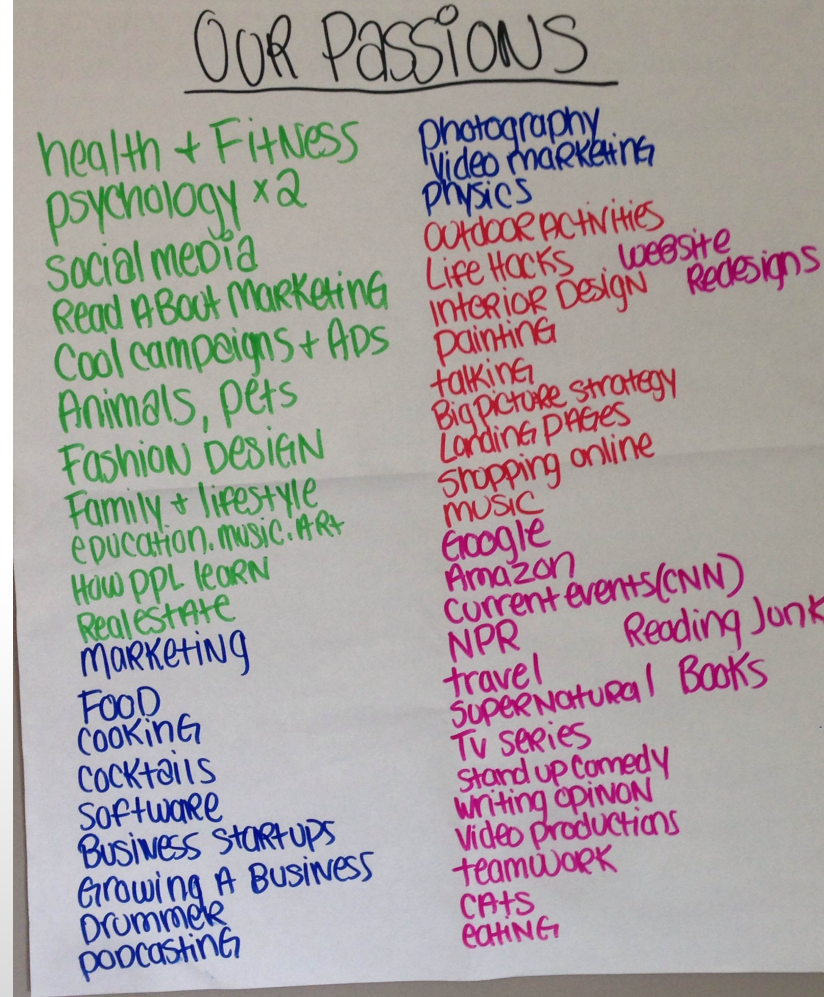 OUR PASSIONS
health + FitNess
psychology x2
Social media
Read ABout MaRKetinG
Cool campaigns + ADS
Animals, pets
FashioN DesiGN
Family + lifestyle
eDUCation.music.ARt
How ppl leaRN
RealestAte
maRKetinG
FOOD
COOKinG
COCKtails
SoftwaRe
Business StaRtups
Growing A Business
DRummeR
podcastinG
photography
Video maRKetinG
physics
OutdooR Activities
Life HACKS
weBsite
Redesigns
InteRioR DesigN
paintinG
talKinG
Big picture strategy
LandinG PAGes
Shopping online
music
Google
Amazon
current events(CNN)
NPR
Reading Junk
travel
SupeRNatural Books
TV seRies
stand up comedy
writing opiNoN
Video productions
teamwoRK
CAts
eatiNG